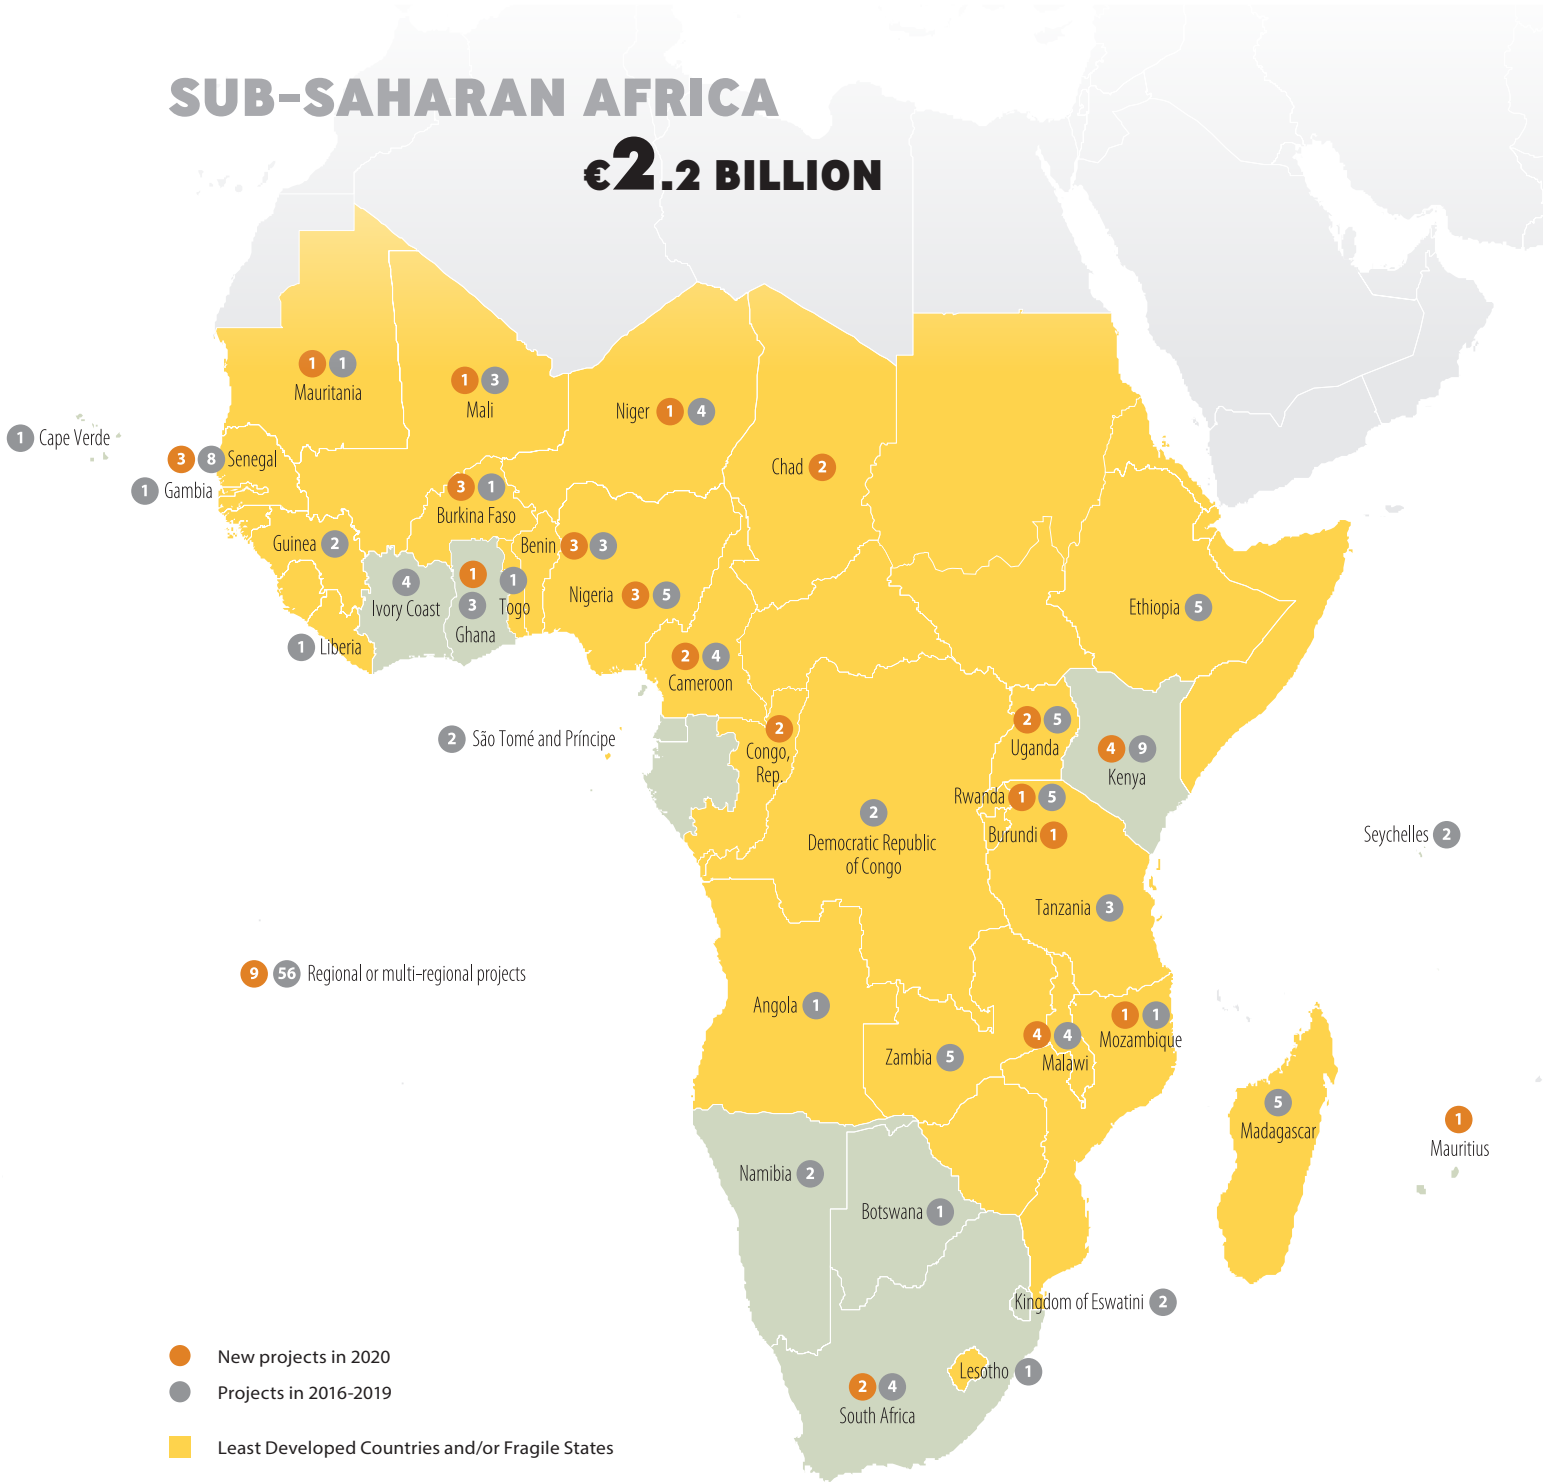 SUB-SAHARAN AFRICA
€2.2 BILLION
1 1
Mauritania
1 3
Mali
Niger 1 4
Chad 2
1 Cape Verde
3 8 Senegal
1 Gambia
3 1
Burkina Faso
Guinea 2
Benin 3 3
4
Ivory Coast
1
3
Ghana
1
Togo
Nigeria 3 5
Ethiopia 5
1 Liberia
2 4
Cameroon
2 São Tomé and Príncipe
2
Congo,
Rep.
2 5
Uganda
4 9
Kenya
Rwanda 1 5
Burundi 1
2
Democratic Republic
of Congo
Seychelles 2
Tanzania 3
9 56 Regional or multi-regional projects
Angola 1
1 1
Mozambique
4 4
Malawi
Zambia 5
5
Madagascar
1
Mauritius
Namibia 2
Botswana 1
Kingdom of Eswatini 2
Lesotho 1
2 4
South Africa
New projects in 2020
Projects in 2016-2019
Least Developed Countries and/or Fragile States